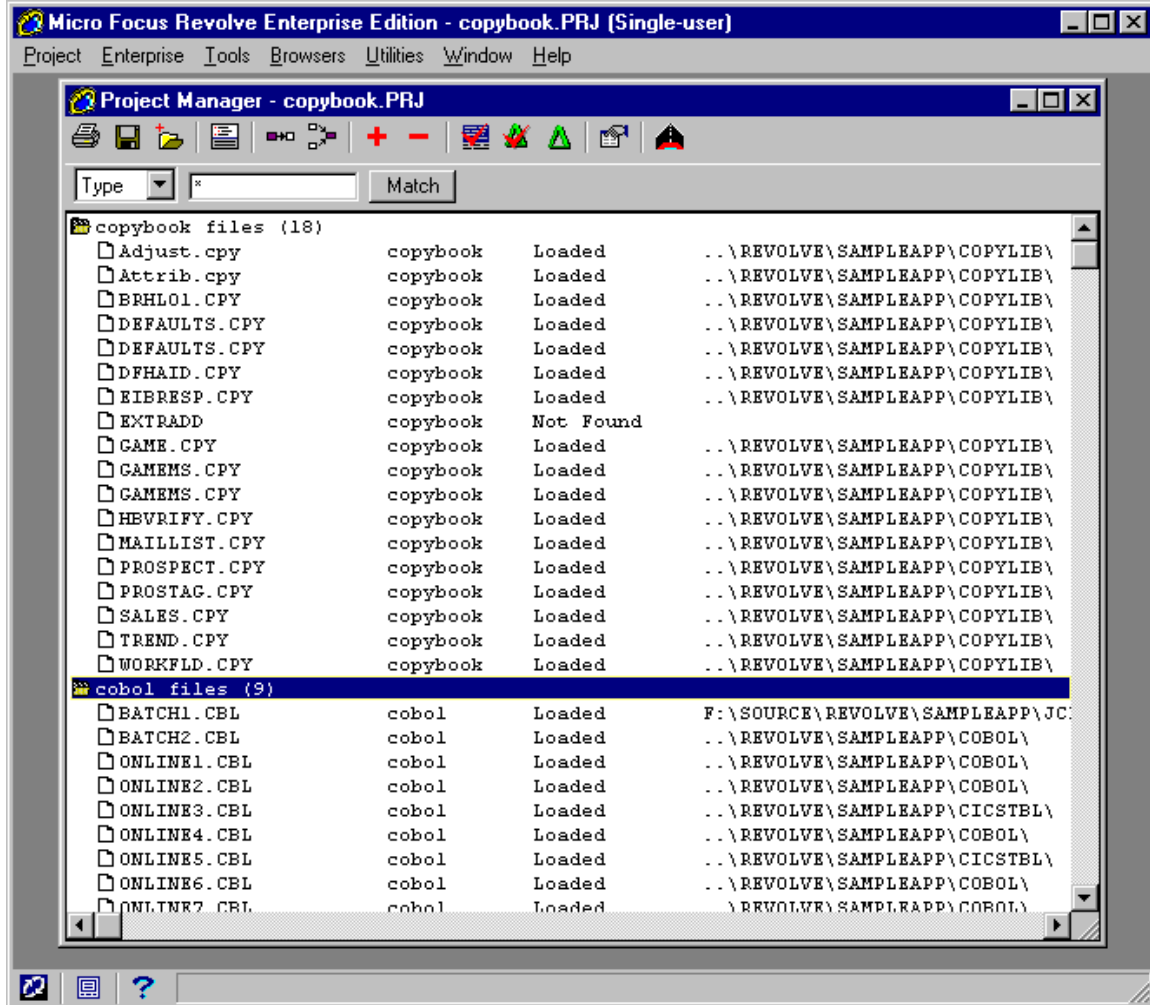 Micro Focus Revolve Enterprise Edition - copybook.PRJ (Single-user)
Project Enterprise Tools Browsers Utilities Window Help
Project Manager - copybook.PRJ
Type * Match
copybook files (18)
Adjust.cpy copybook Loaded ..\REVOLVE\SAMPLEAPP\COPYLIB\
Attrib.cpy copybook Loaded ..\REVOLVE\SAMPLEAPP\COPYLIB\
BRHLO1.CPY copybook Loaded ..\REVOLVE\SAMPLEAPP\COPYLIB\
DEFAULTS.CPY copybook Loaded ..\REVOLVE\SAMPLEAPP\COPYLIB\
DEFAULTS.CPY copybook Loaded ..\REVOLVE\SAMPLEAPP\COPYLIB\
DFHAID.CPY copybook Loaded ..\REVOLVE\SAMPLEAPP\COPYLIB\
EIBRESP.CPY copybook Loaded ..\REVOLVE\SAMPLEAPP\COPYLIB\
EXTRADD copybook Not Found
GAME.CPY copybook Loaded ..\REVOLVE\SAMPLEAPP\COPYLIB\
GAMEMS.CPY copybook Loaded ..\REVOLVE\SAMPLEAPP\COPYLIB\
GAMEMS.CPY copybook Loaded ..\REVOLVE\SAMPLEAPP\COPYLIB\
HBVRIFY.CPY copybook Loaded ..\REVOLVE\SAMPLEAPP\COPYLIB\
MAILLIST.CPY copybook Loaded ..\REVOLVE\SAMPLEAPP\COPYLIB\
PROSPECT.CPY copybook Loaded ..\REVOLVE\SAMPLEAPP\COPYLIB\
PROSTAG.CPY copybook Loaded ..\REVOLVE\SAMPLEAPP\COPYLIB\
SALES.CPY copybook Loaded ..\REVOLVE\SAMPLEAPP\COPYLIB\
TREND.CPY copybook Loaded ..\REVOLVE\SAMPLEAPP\COPYLIB\
WORKFLD.CPY copybook Loaded ..\REVOLVE\SAMPLEAPP\COPYLIB\
cobol files (9)
BATCH1.CBL cobol Loaded F:\SOURCE\REVOLVE\SAMPLEAPP\JC
BATCH2.CBL cobol Loaded ..\REVOLVE\SAMPLEAPP\COBOL\
ONLINE1.CBL cobol Loaded ..\REVOLVE\SAMPLEAPP\COBOL\
ONLINE2.CBL cobol Loaded ..\REVOLVE\SAMPLEAPP\COBOL\
ONLINE3.CBL cobol Loaded ..\REVOLVE\SAMPLEAPP\CICSTBL\
ONLINE4.CBL cobol Loaded ..\REVOLVE\SAMPLEAPP\COBOL\
ONLINE5.CBL cobol Loaded ..\REVOLVE\SAMPLEAPP\CICSTBL\
ONLINE6.CBL cobol Loaded ..\REVOLVE\SAMPLEAPP\COBOL\
ONLINE7.CBL cobol Loaded \REVOLVE\SAMPLEAPP\COBOL\